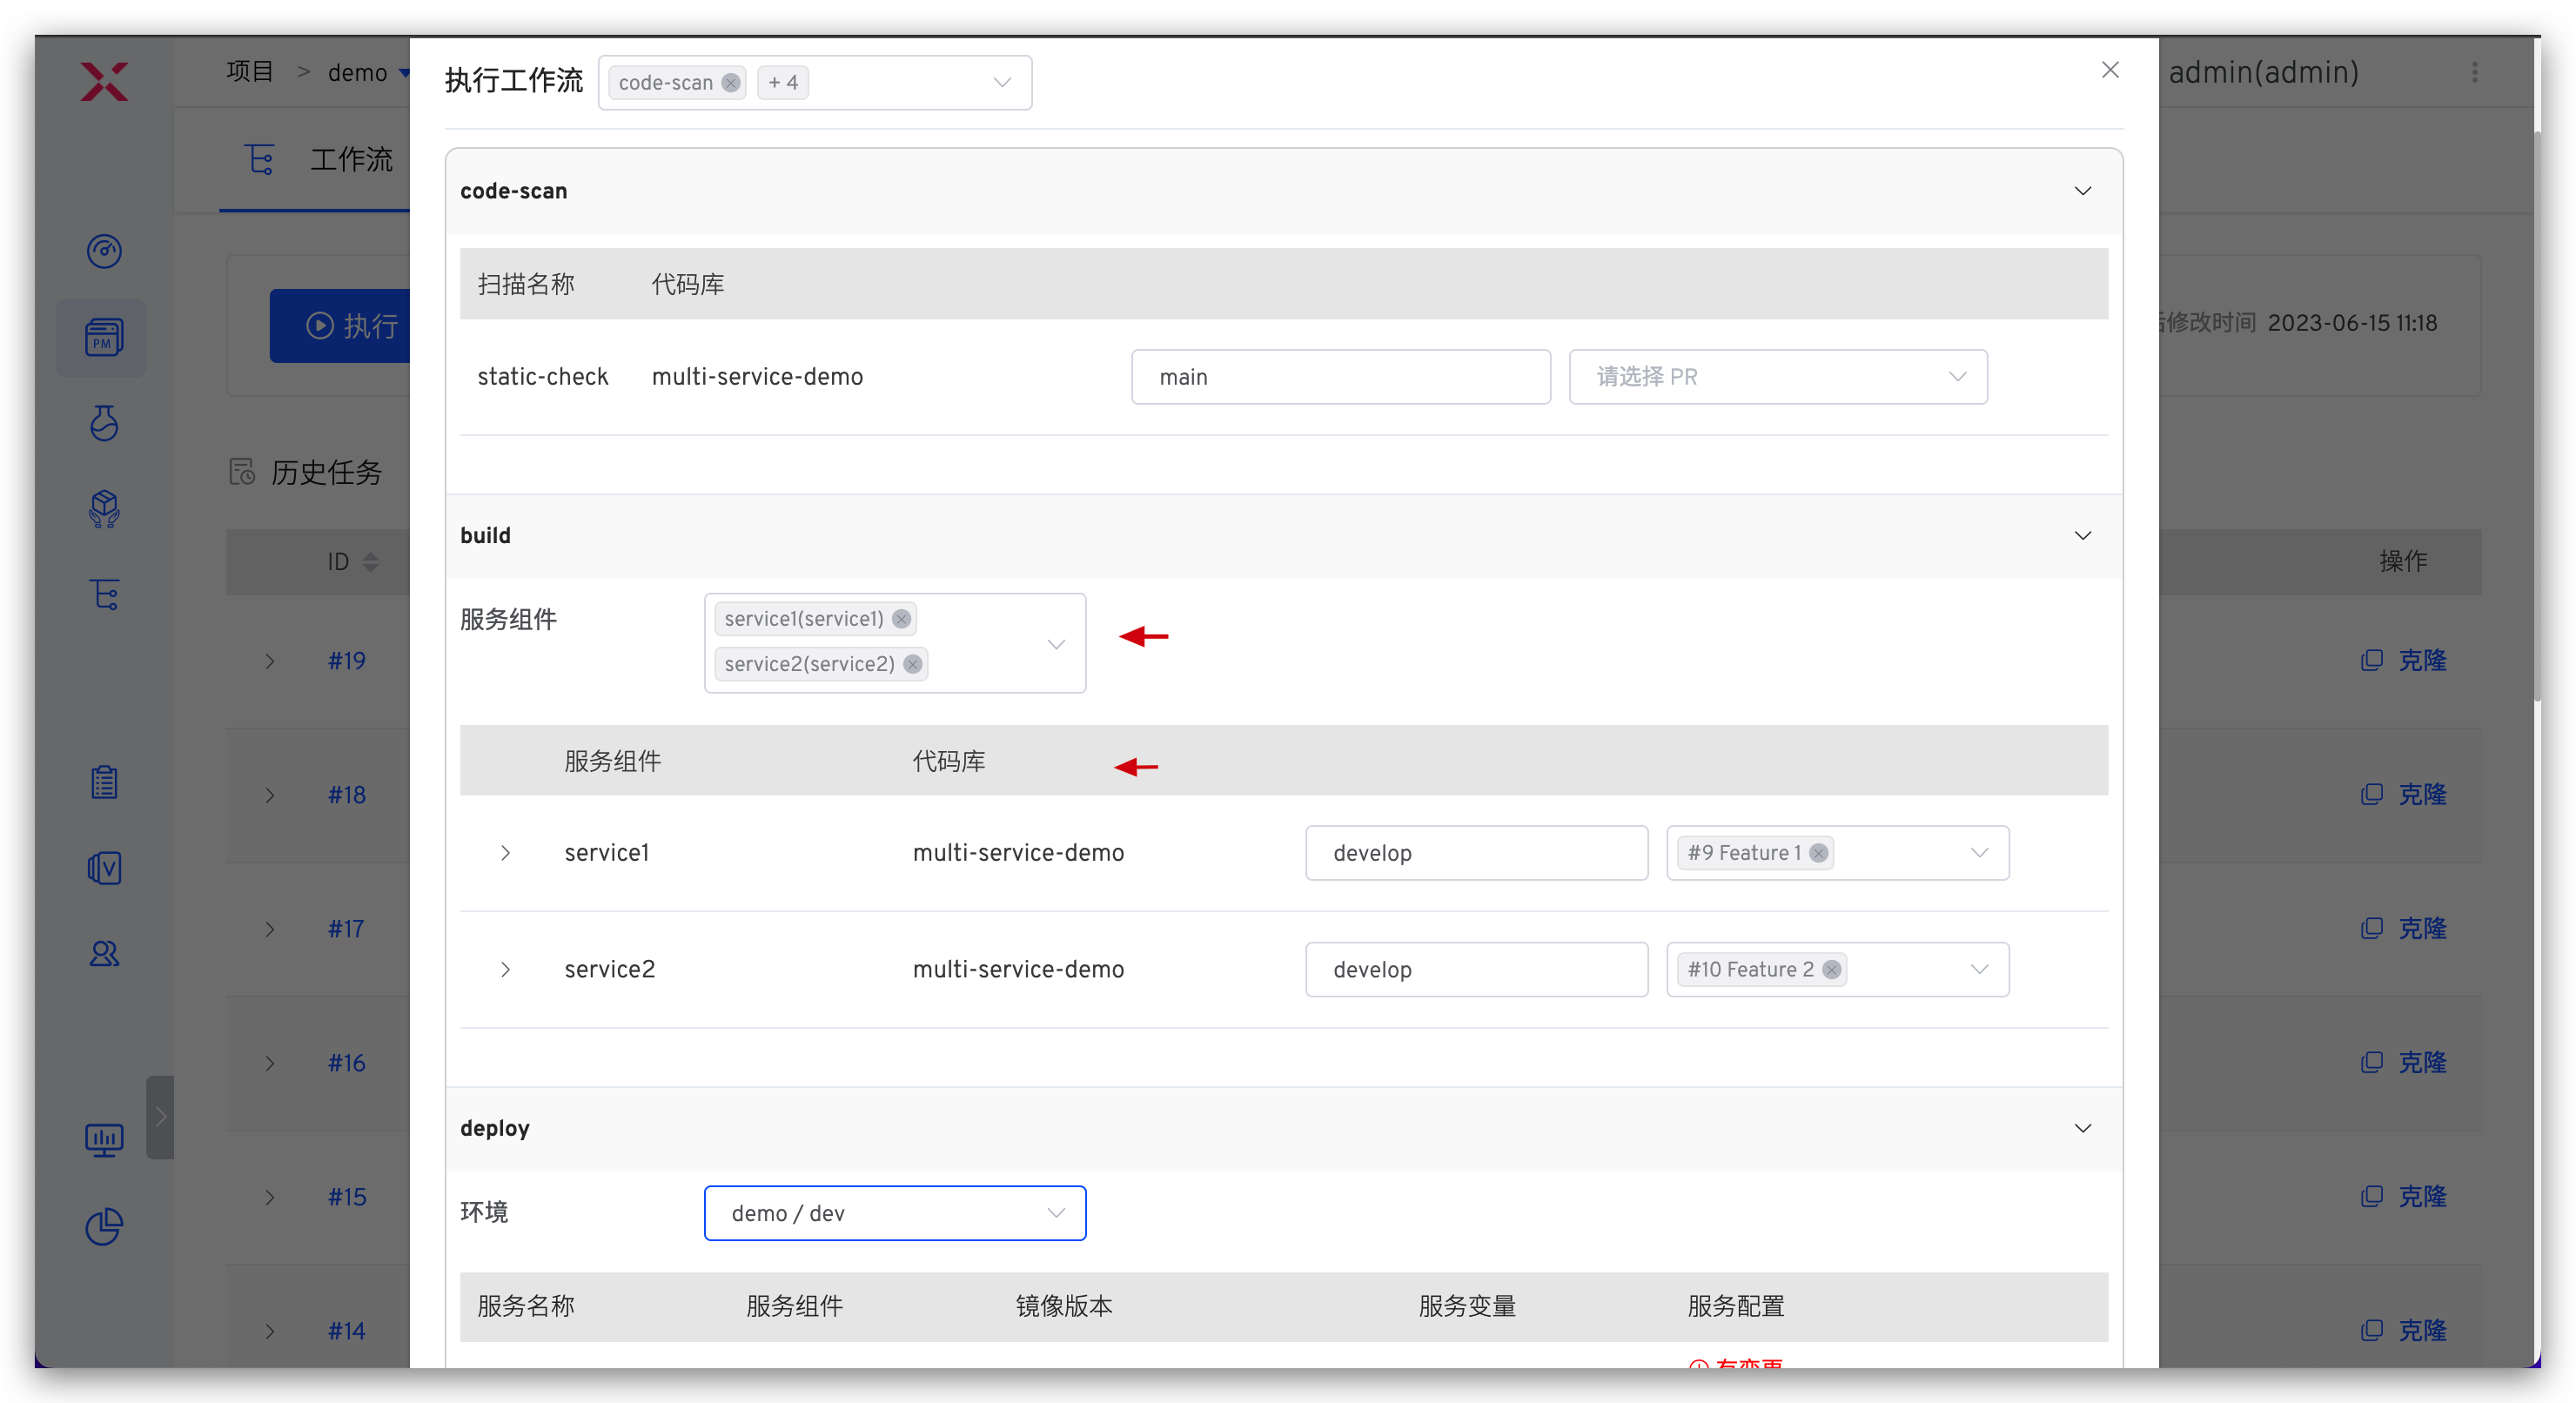 项目 > demo
admin(admin)
执行工作流 code-scan + 4
工作流
code-scan
扫描名称 代码库
执行
后修改时间 2023-06-15 11:18
static-check multi-service-demo main 请选择 PR
历史任务
build
ID
操作
服务组件 service1(service1)
service2(service2)
#19 克隆
PM
服务组件 代码库
#18 克隆
service1 multi-service-demo develop #9 Feature 1
V
#17 克隆
service2 multi-service-demo develop #10 Feature 2
#16 克隆
deploy
#15 克隆
环境 demo / dev
服务名称 服务组件 镜像版本 服务变量 服务配置
#14 克隆
有变更